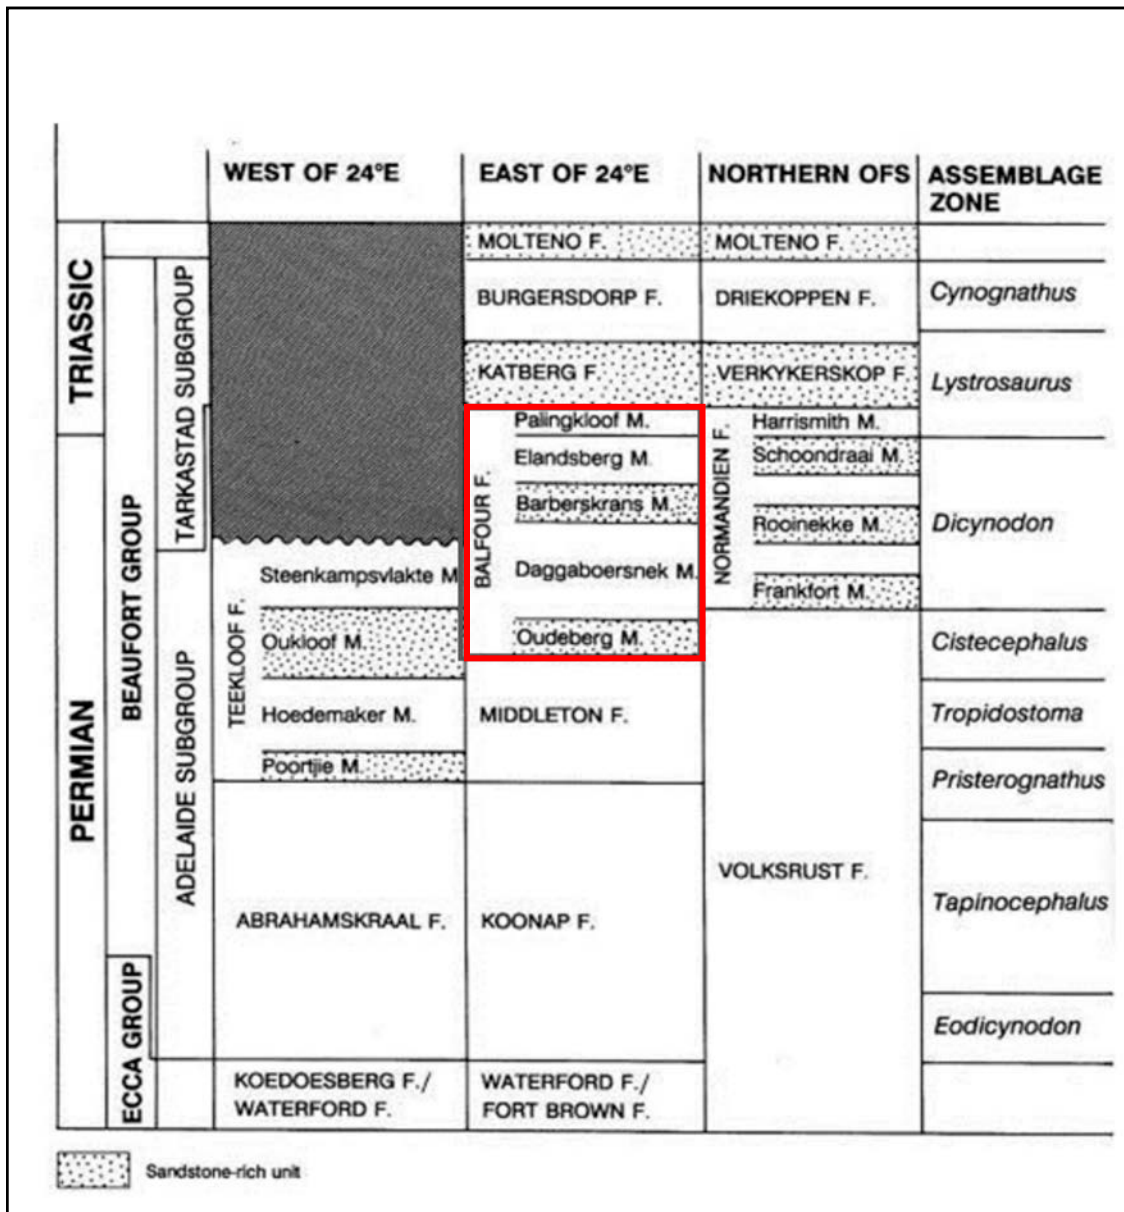 WEST OF 24°E
EAST OF 24°E
NORTHERN OFS
ASSEMBLAGE
ZONE
TRIASSIC
PERMIAN
BEAUFORT GROUP
ECCA GROUP
TARKASTAD SUBGROUP
ADELAIDE SUBGROUP
TEEKLOOF F.
Steenkampsvlakte M
Oukloof M.
Hoedemaker M.
Poortjie M.
ABRAHAMSKRAAL F.
KOEDOESBERG F./
WATERFORD F.
MOLTENO F.
BURGERSDORP F.
KATBERG F.
BALFOUR F.
Palingkloof M.
Elandsberg M.
Barberskrans M.
Daggaboersnek M.
Oudeberg M.
MIDDLETON F.
KOONAP F.
WATERFORD F./
FORT BROWN F.
MOLTENO F.
DRIEKOPPEN F.
VERKYKERSKOP F.
NORMANDIEN F.
Harrismith M.
Schoondraai M.
Rooinekke M.
Frankfort M.
VOLKSRUST F.
Cynognathus
Lystrosaurus
Dicynodon
Cistecephalus
Tropidostoma
Pristerognathus
Tapinocephalus
Eodicynodon
Sandstone-rich unit